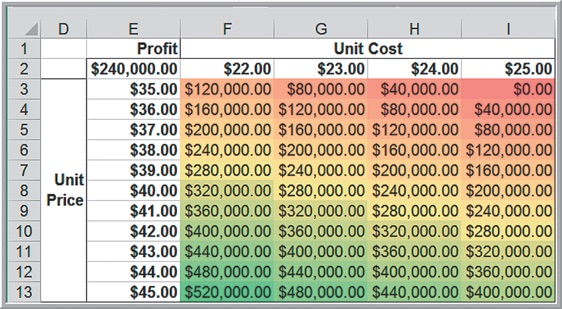 D E F G H I
1 Profit Unit Cost
2 $240,000.00 $22.00 $23.00 $24.00 $25.00
3 $35.00 $120,000.00 $80,000.00 $40,000.00 $0.00
4 $36.00 $160,000.00 $120,000.00 $80,000.00 $40,000.00
5 $37.00 $200,000.00 $160,000.00 $120,000.00 $80,000.00
6 $38.00 $240,000.00 $200,000.00 $160,000.00 $120,000.00
7 $39.00 $280,000.00 $240,000.00 $200,000.00 $160,000.00
Unit
8 $40.00 $320,000.00 $280,000.00 $240,000.00 $200,000.00
Price
9 $41.00 $360,000.00 $320,000.00 $280,000.00 $240,000.00
10 $42.00 $400,000.00 $360,000.00 $320,000.00 $280,000.00
11 $43.00 $440,000.00 $400,000.00 $360,000.00 $320,000.00
12 $44.00 $480,000.00 $440,000.00 $400,000.00 $360,000.00
13 $45.00 $520,000.00 $480,000.00 $440,000.00 $400,000.00